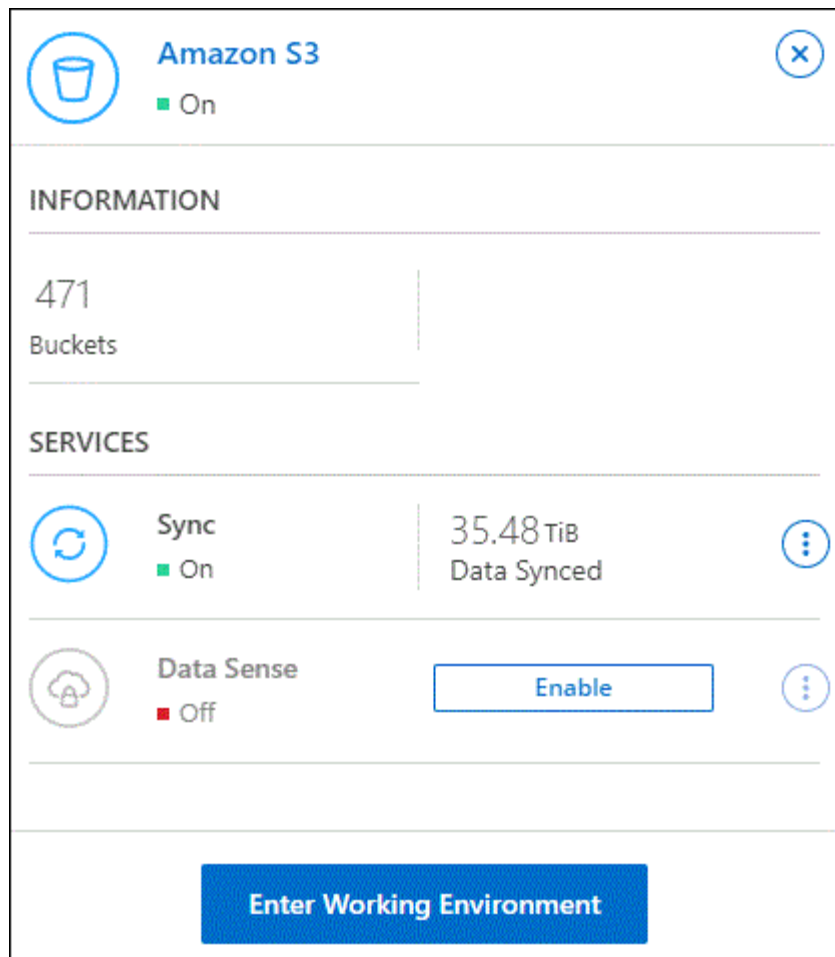 Amazon S3
On
INFORMATION
471
Buckets
SERVICES
Sync
On
35.48 TiB
Data Synced
Data Sense
Off
Enable
Enter Working Environment